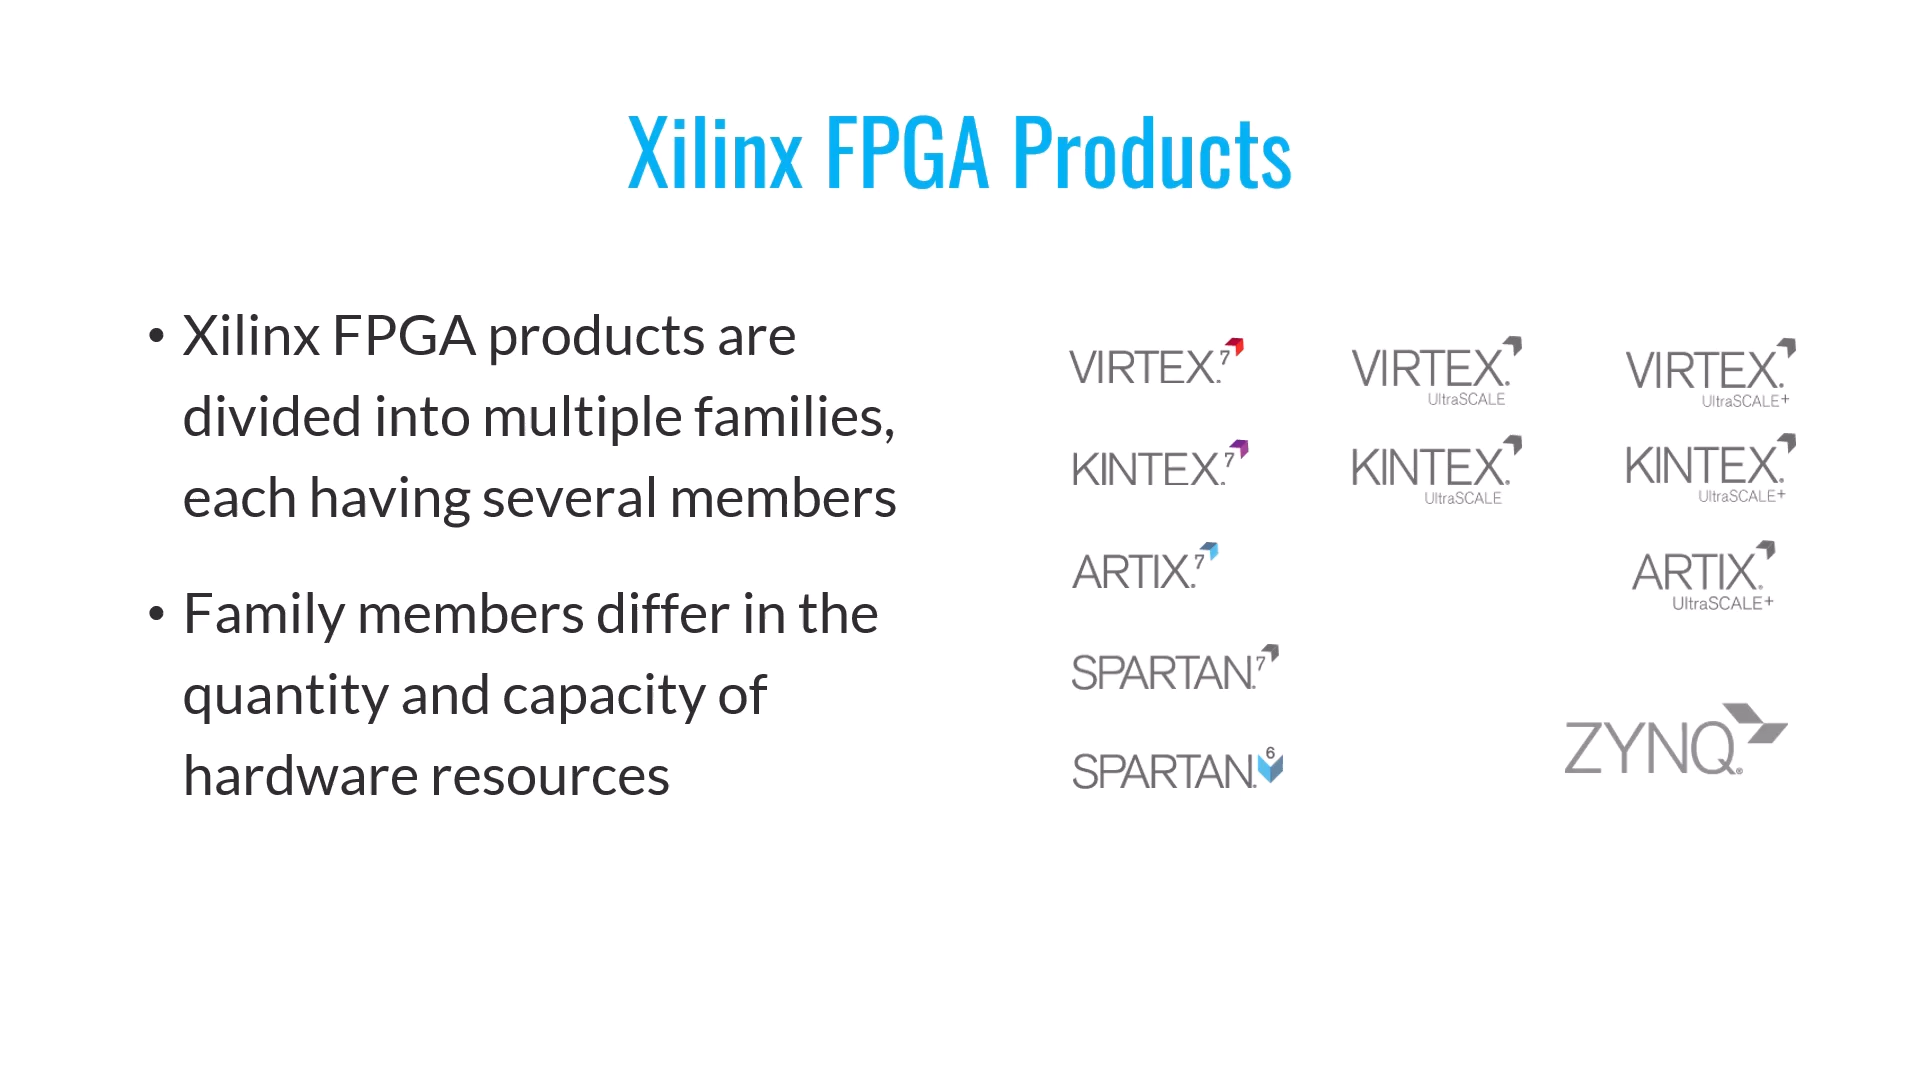 Xilinx FPGA Products
• Xilinx FPGA products are
divided into multiple families,
each having several members
• Family members differ in the
quantity and capacity of
hardware resources
VIRTEX® 7
VIRTEX®
UltraSCALE
VIRTEX®
UltraSCALE+
KINTEX® 7
KINTEX®
UltraSCALE
KINTEX®
UltraSCALE+
ARTIX® 7
ARTIX®
UltraSCALE+
SPARTAN® 7
ZYNQ®
SPARTAN® 6